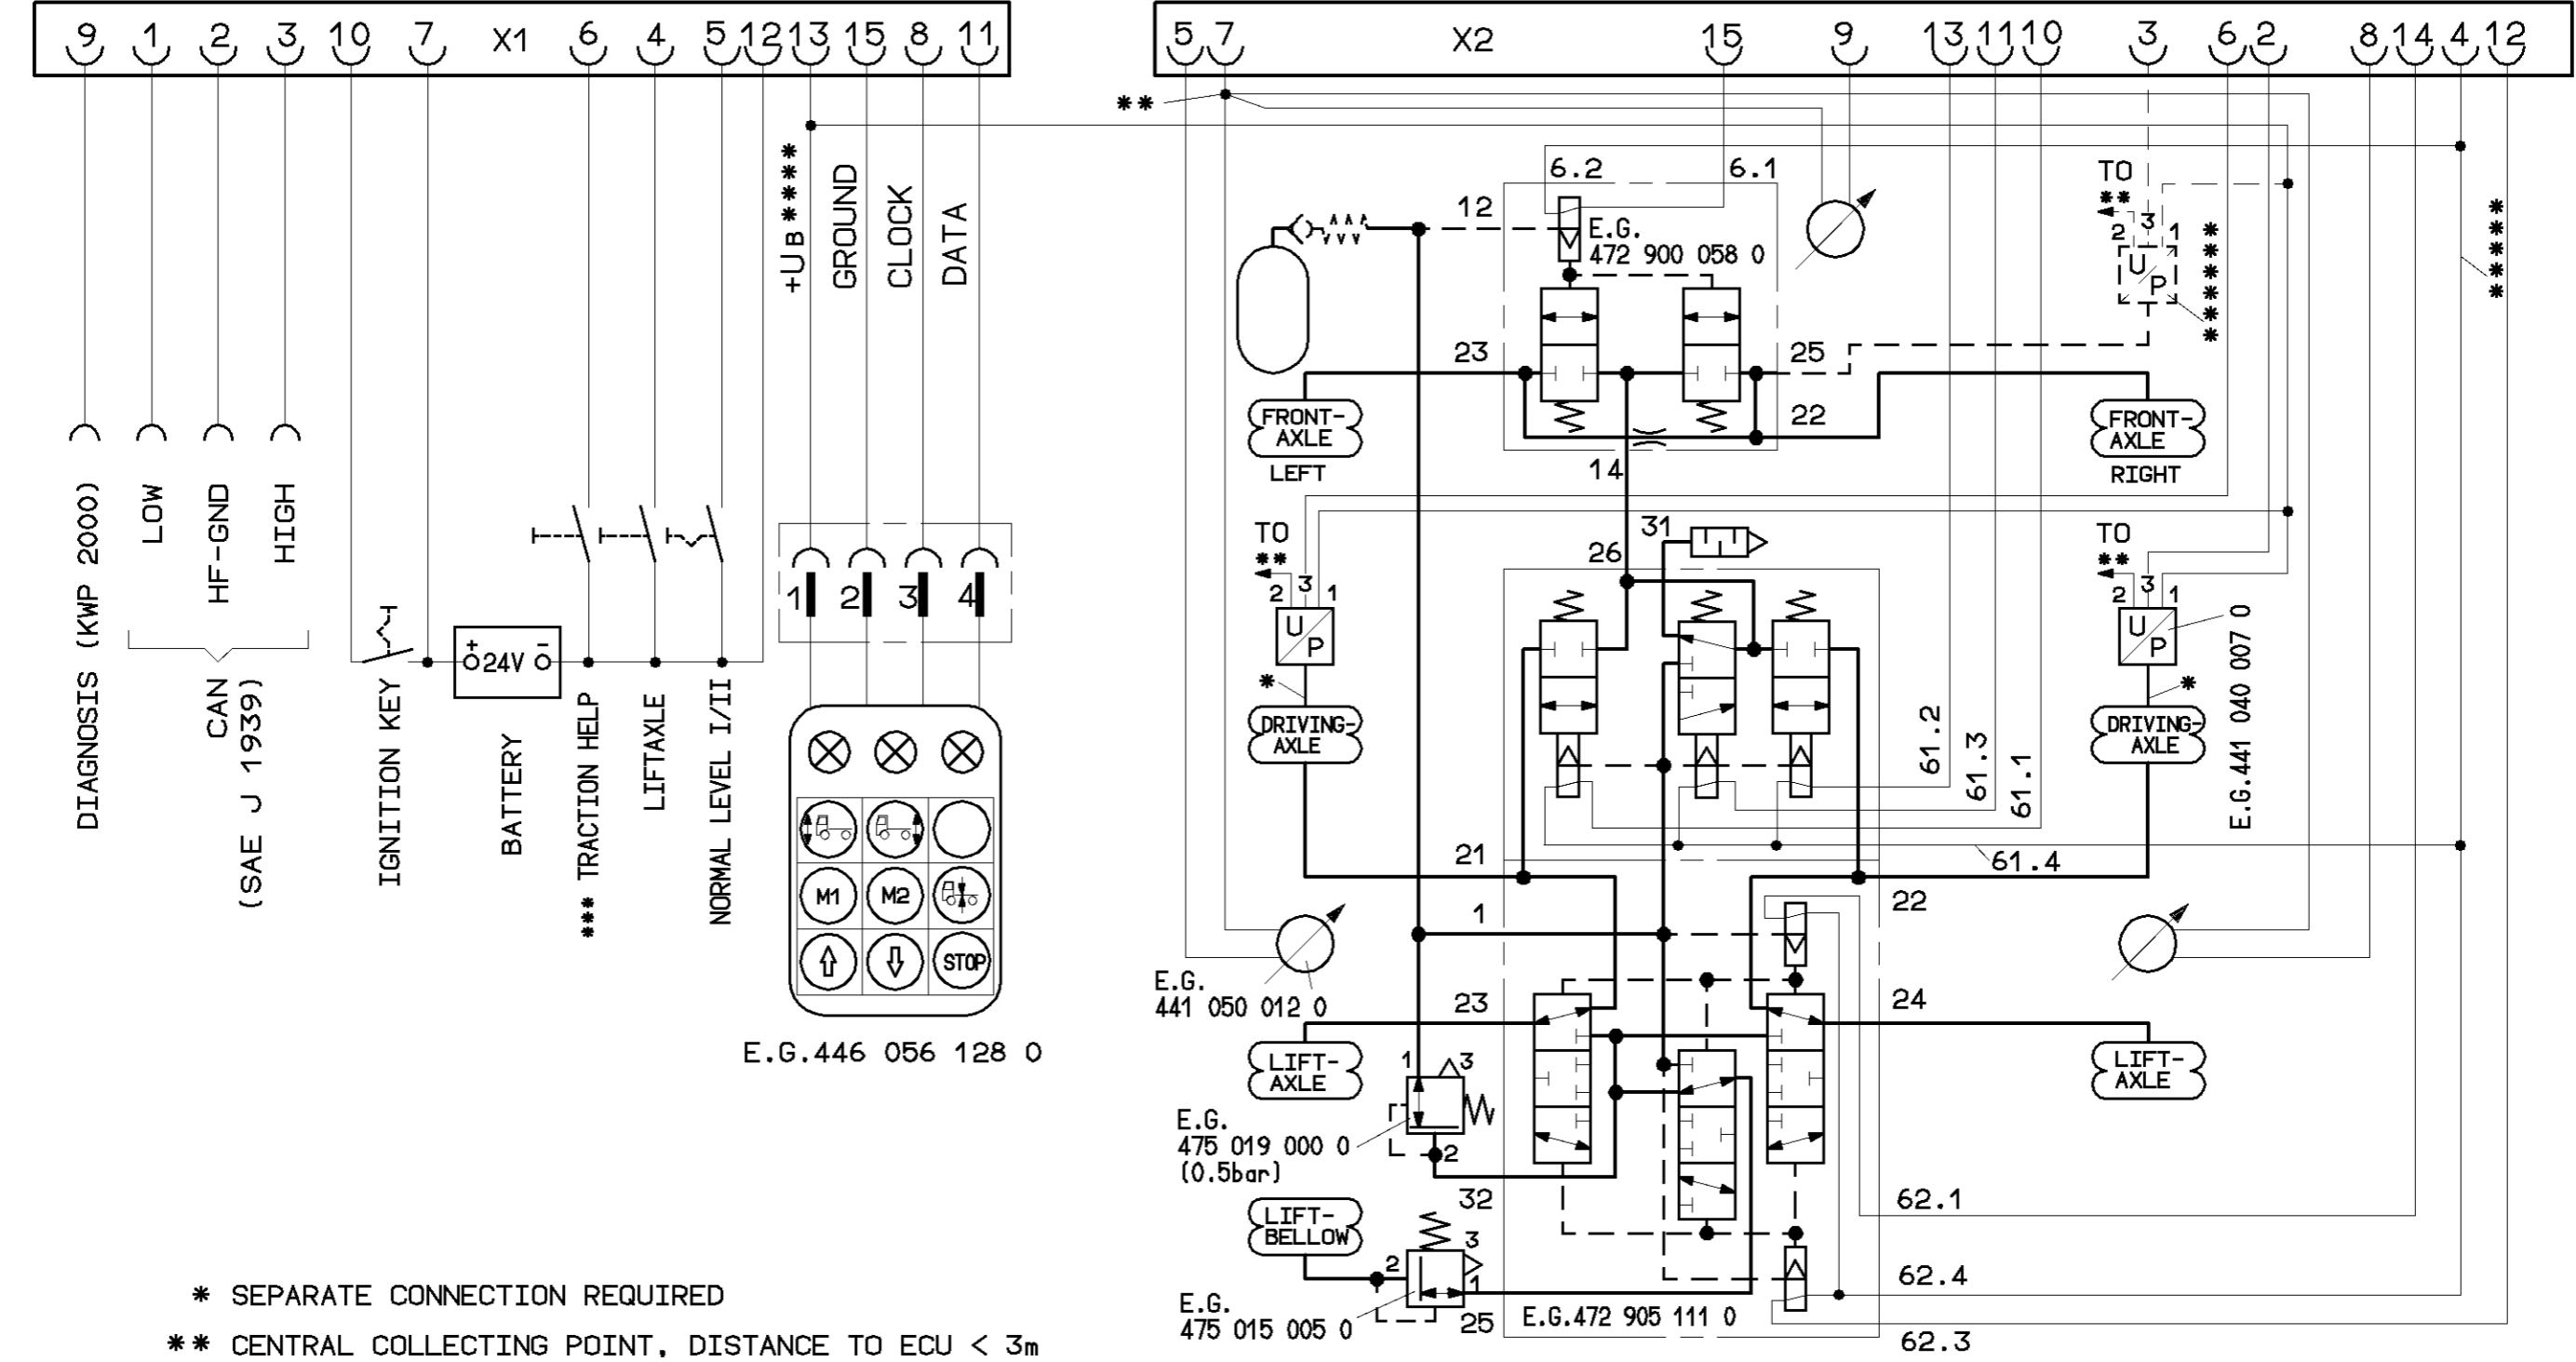 9 1 2 3 10 7 X1 6 4 5 12 13 15 8 11
5 7 X2 15 9 13 11 10 3 6 2 8 14 4 12
**
+UB****
GROUND
CLOCK
DATA
6.2 6.1
TO
**
2 3 1
U
P
******
*****
12
E.G.
472 900 058 0
23
25
22
14
FRONT-
AXLE
LEFT
FRONT-
AXLE
RIGHT
DIAGNOSIS (KWP 2000)
LOW
HF-GND
HIGH
CAN
(SAE J 1939)
IGNITION KEY
+ -
24V
BATTERY
*** TRACTION HELP
LIFTAXLE
NORMAL LEVEL I/II
1 2 3 4
M1 M2
STOP
E.G.446 056 128 0
31
26
TO
**
2 3 1
U
P
*
DRIVING-
AXLE
TO
**
2 3 1
U
P
*
DRIVING-
AXLE
E.G.441 040 007 0
61.2
61.3
61.1
61.4
21
22
1
E.G.
441 050 012 0
23
24
LIFT-
AXLE
LIFT-
AXLE
1 3
E.G.
475 019 000 0
(0.5bar)
2
32
LIFT-
BELLOW
2 3
1
E.G.
475 015 005 0
25
E.G.472 905 111 0
62.1
62.4
62.3
* SEPARATE CONNECTION REQUIRED
** CENTRAL COLLECTING POINT, DISTANCE TO ECU < 3m